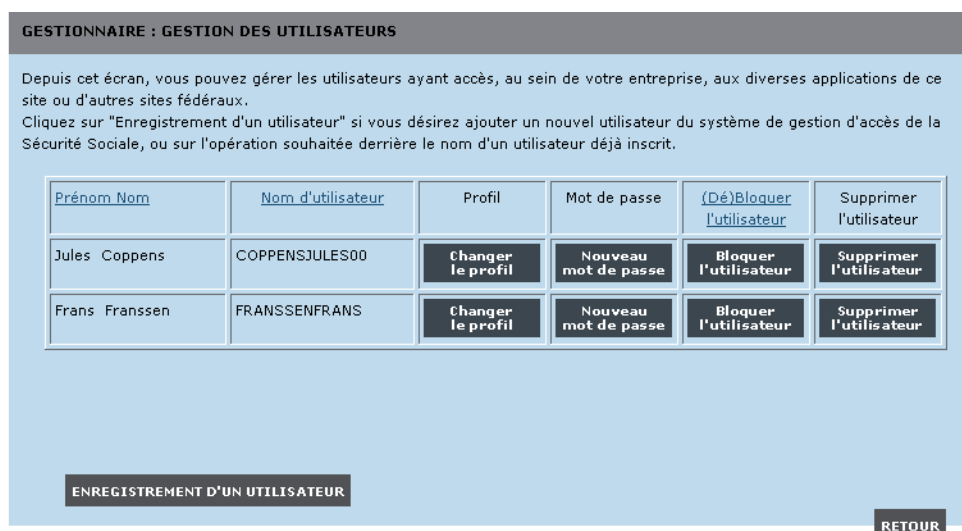 GESTIONNAIRE : GESTION DES UTILISATEURS
Depuis cet écran, vous pouvez gérer les utilisateurs ayant accès, au sein de votre entreprise, aux diverses applications de ce
site ou d'autres sites fédéraux.
Cliquez sur "Enregistrement d'un utilisateur" si vous désirez ajouter un nouvel utilisateur du système de gestion d'accès de la
Sécurité Sociale, ou sur l'opération souhaitée derrière le nom d'un utilisateur déjà inscrit.
Prénom Nom Nom d'utilisateur Profil Mot de passe (Dé)Bloquer Supprimer
l'utilisateur l'utilisateur
Jules Coppens COPPENSJULES00 Changer Nouveau Bloquer Supprimer
le profil mot de passe l'utilisateur l'utilisateur
Frans Franssen FRANSSENFRANS Changer Nouveau Bloquer Supprimer
le profil mot de passe l'utilisateur l'utilisateur
ENREGISTREMENT D'UN UTILISATEUR
RETOUR